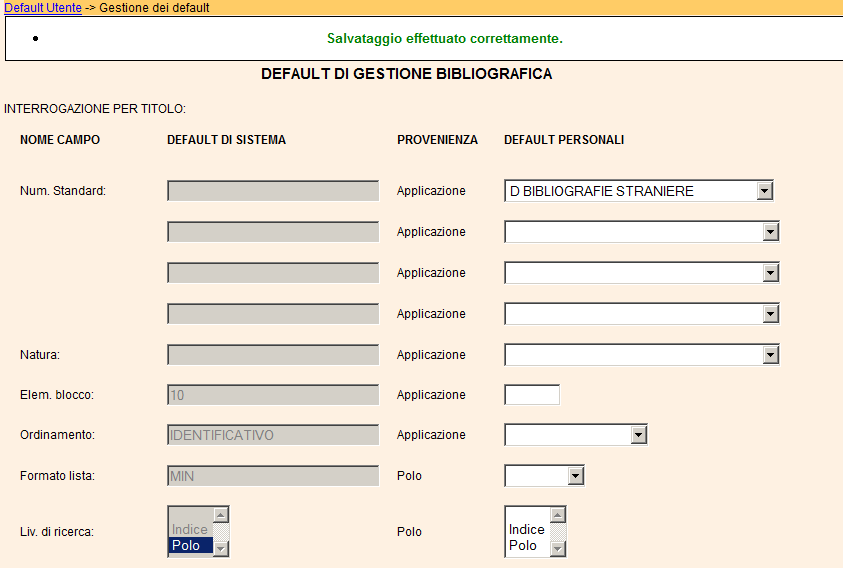 Default Utente -> Gestione dei default
Salvataggio effettuato correttamente.
DEFAULT DI GESTIONE BIBLIOGRAFICA
INTERROGAZIONE PER TITOLO:
NOME CAMPO DEFAULT DI SISTEMA PROVENIENZA DEFAULT PERSONALI
Num. Standard: Applicazione D BIBLIOGRAFIE STRANIERE
Applicazione
Applicazione
Applicazione
Natura: Applicazione
Elem. blocco: 10 Applicazione
Ordinamento: IDENTIFICATIVO Applicazione
Formato lista: MIN Polo
Indice Indice
Liv. di ricerca: Polo
Polo Polo